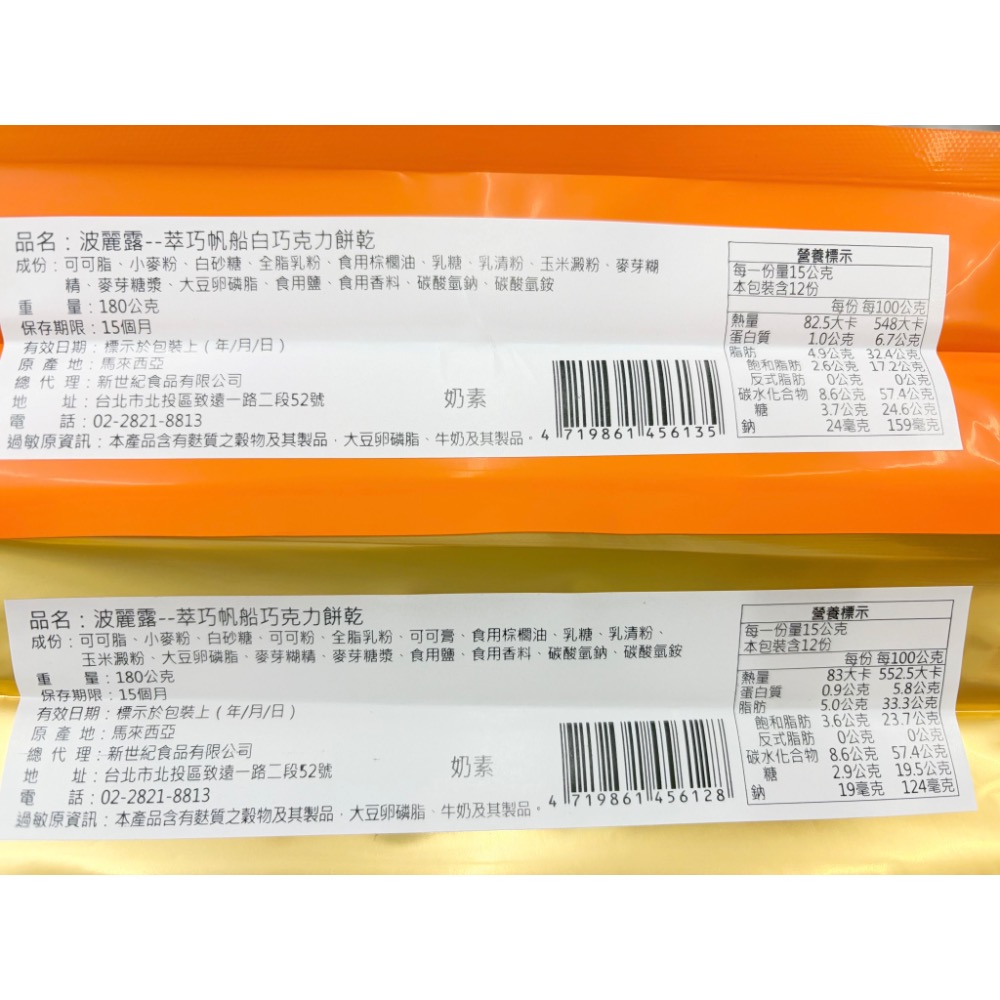 品名：波麗露--萃巧帆船白巧克力餅乾
成份：可可脂、小麥粉、白砂糖、全脂乳粉、食用棕櫚油、乳糖、乳清粉、玉米澱粉、麥芽糊
精、麥芽糖漿、大豆卵磷脂、食用鹽、食用香料、碳酸氫鈉、碳酸氫銨
重　　量：180公克
保存期限：15個月
有效日期：標示於包裝上（年/月/日）
原 產 地：馬來西亞
總 代 理：新世紀食品有限公司
地　　址：台北市北投區致遠一路二段52號
電　　話：02-2821-8813
過敏原資訊：本產品含有麩質之穀物及其製品、大豆卵磷脂、牛奶及其製品。
奶素
4 719861 456135
營養標示
每一份量15公克
本包裝含12份
每份 每100公克
熱量 82.5大卡 548大卡
蛋白質 1.0公克 6.7公克
脂肪 4.9公克 32.4公克
飽和脂肪 2.6公克 17.2公克
反式脂肪 0公克 0公克
碳水化合物 8.6公克 57.4公克
糖 3.7公克 24.6公克
鈉 24毫克 159毫克
品名：波麗露--萃巧帆船巧克力餅乾
成份：可可脂、小麥粉、白砂糖、可可粉、全脂乳粉、可可膏、食用棕櫚油、乳糖、乳清粉、
玉米澱粉、大豆卵磷脂、麥芽糊精、麥芽糖漿、食用鹽、食用香料、碳酸氫鈉、碳酸氫銨
重　　量：180公克
保存期限：15個月
有效日期：標示於包裝上（年/月/日）
原 產 地：馬來西亞
總 代 理：新世紀食品有限公司
地　　址：台北市北投區致遠一路二段52號
電　　話：02-2821-8813
過敏原資訊：本產品含有麩質之穀物及其製品、大豆卵磷脂、牛奶及其製品。
奶素
4 719861 456128
營養標示
每一份量15公克
本包裝含12份
每份 每100公克
熱量 83大卡 552.5大卡
蛋白質 0.9公克 5.8公克
脂肪 5.0公克 33.3公克
飽和脂肪 3.6公克 23.7公克
反式脂肪 0公克 0公克
碳水化合物 8.6公克 57.4公克
糖 2.9公克 19.5公克
鈉 19毫克 124毫克